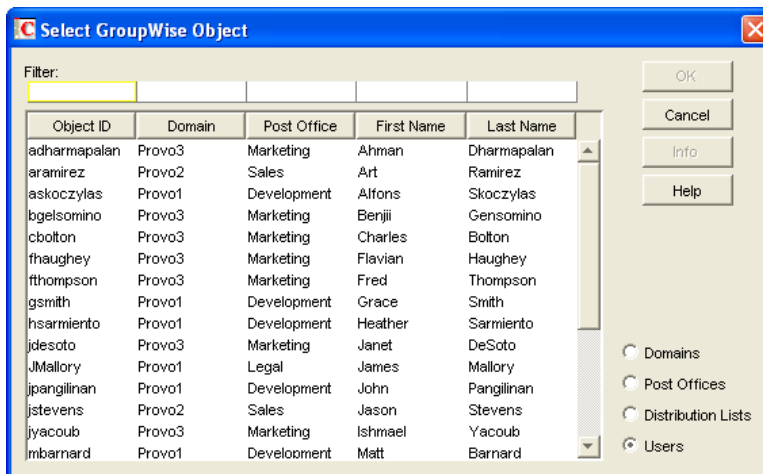 Select GroupWise Object
Filter:
OK
Cancel
Info
Help
Object ID Domain Post Office First Name Last Name
adharmapalan Provo3 Marketing Ahman Dharmapalan
aramirez Provo2 Sales Art Ramirez
askoczylas Provo1 Development Alfons Skoczylas
bgelsomino Provo3 Marketing Benjii Gensomino
cbolton Provo3 Marketing Charles Bolton
fhaughey Provo3 Marketing Flavian Haughey
fthompson Provo3 Marketing Fred Thompson
gsmith Provo1 Development Grace Smith
hsarmiento Provo1 Development Heather Sarmiento
jdesoto Provo3 Marketing Janet DeSoto
JMallory Provo1 Legal James Mallory
jpangilinan Provo1 Development John Pangilinan
jstevens Provo2 Sales Jason Stevens
jyacoub Provo3 Marketing Ishmael Yacoub
mbarnard Provo1 Development Matt Barnard
Domains
Post Offices
Distribution Lists
Users